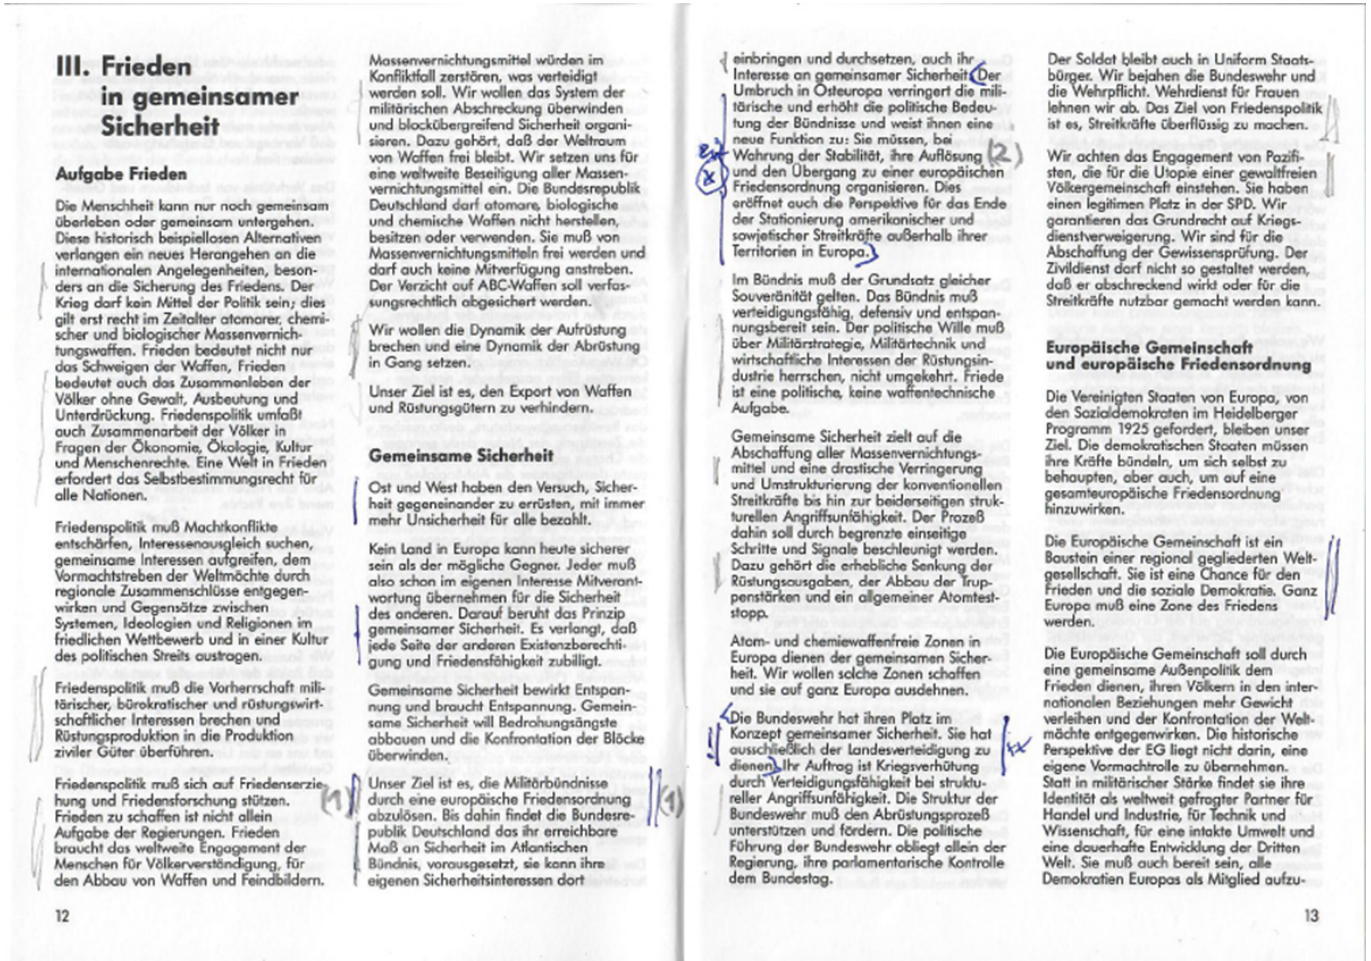 III. Frieden
in gemeinsamer
Sicherheit
Aufgabe Frieden
Die Menschheit kann nur noch gemeinsam
überleben oder gemeinsam untergehen.
Diese historisch beispiellosen Alternativen
verlangen ein neues Herangehen an die
internationalen Angelegenheiten, beson-
ders an die Sicherung des Friedens. Der
Krieg darf kein Mittel der Politik sein; dies
gilt erst recht im Zeitalter atomarer, chemi-
scher und biologischer Massenvernich-
tungswaffen. Frieden bedeutet nicht nur
das Schweigen der Waffen, Frieden
bedeutet auch das Zusammenleben der
Völker ohne Gewalt, Ausbeutung und
Unterdrückung. Friedenspolitik umfaßt
auch Zusammenarbeit der Völker in
Fragen der Ökonomie, Ökologie, Kultur
und Menschenrechte. Eine Welt in Frieden
erfordert das Selbstbestimmungsrecht für
alle Nationen.
Friedenspolitik muß Machtkonflikte
entschärfen, Interessenausgleich suchen,
gemeinsame Interessen aufgreifen, dem
Vormachtstreben der Weltmächte durch
regionale Zusammenschlüsse entgegen-
wirken und Gegensätze zwischen
Systemen, Ideologien und Religionen im
friedlichen Wettbewerb und in einer Kultur
des politischen Streits austragen.
Friedenspolitik muß die Vorherrschaft mili-
tärischer, bürokratischer und rüstungswirt-
schaftlicher Interessen brechen und
Rüstungsproduktion in die Produktion
ziviler Güter überführen.
Friedenspolitik muß sich auf Friedenserzie-
hung und Friedensforschung stützen.
Frieden zu schaffen ist nicht allein
Aufgabe der Regierungen. Frieden
braucht das weltweite Engagement der
Menschen für Völkerverständigung, für
den Abbau von Waffen und Feindbildern.
12
Massenvernichtungsmittel würden im
Konfliktfall zerstören, was verteidigt
werden soll. Wir wollen das System der
militärischen Abschreckung überwinden
und blockübergreifend Sicherheit organi-
sieren. Dazu gehört, daß der Weltraum
von Waffen frei bleibt. Wir setzen uns für
eine weltweite Beseitigung aller Massen-
vernichtungsmittel ein. Die Bundesrepublik
Deutschland darf atomare, biologische
und chemische Waffen nicht herstellen,
besitzen oder verwenden. Sie muß von
Massenvernichtungsmitteln frei werden und
darf auch keine Mitverfügung anstreben.
Der Verzicht auf ABC-Waffen soll verfas-
sungsrechtlich abgesichert werden.
Wir wollen die Dynamik der Aufrüstung
brechen und eine Dynamik der Abrüstung
in Gang setzen.
Unser Ziel ist es, den Export von Waffen
und Rüstungsgütern zu verhindern.
Gemeinsame Sicherheit
Ost und West haben den Versuch, Sicher-
heit gegeneinander zu errüsten, mit immer
mehr Unsicherheit für alle bezahlt.
Kein Land in Europa kann heute sicherer
sein als der mögliche Gegner. Jeder muß
also schon im eigenen Interesse Mitverant-
wortung übernehmen für die Sicherheit
des anderen. Darauf beruht das Prinzip
gemeinsamer Sicherheit. Es verlangt, daß
jede Seite der anderen Existenzberechti-
gung und Friedensfähigkeit zubilligt.
Gemeinsame Sicherheit bewirkt Entspan-
nung und braucht Entspannung. Gemein-
same Sicherheit will Bedrohungsängste
abbauen und die Konfrontation der Blöcke
überwinden.
(1) Unser Ziel ist es, die Militärbündnisse (1)
durch eine europäische Friedensordnung
abzulösen. Bis dahin findet die Bundesre-
publik Deutschland das ihr erreichbare
Maß an Sicherheit im Atlantischen
Bündnis, vorausgesetzt, sie kann ihre
eigenen Sicherheitsinteressen dort
einbringen und durchsetzen, auch ihr
Interesse an gemeinsamer Sicherheit. Der
Umbruch in Osteuropa verringert die mili-
tärische und erhöht die politische Bedeu-
tung der Bündnisse und weist ihnen eine
neue Funktion zu: Sie müssen, bei
Wahrung der Stabilität, ihre Auflösung (2)
und den Übergang zu einer europäischen
Friedensordnung organisieren. Dies
eröffnet auch die Perspektive für das Ende
der Stationierung amerikanischer und
sowjetischer Streitkräfte außerhalb ihrer
Territorien in Europa.
Im Bündnis muß der Grundsatz gleicher
Souveränität gelten. Das Bündnis muß
verteidigungsfähig, defensiv und entspan-
nungsbereit sein. Der politische Wille muß
über Militärstrategie, Militärtechnik und
wirtschaftliche Interessen der Rüstungsin-
dustrie herrschen, nicht umgekehrt. Friede
ist eine politische, keine waffentechnische
Aufgabe.
Gemeinsame Sicherheit zielt auf die
Abschaffung aller Massenvernichtungs-
mittel und eine drastische Verringerung
und Umstrukturierung der konventionellen
Streitkräfte bis hin zur beiderseitigen struk-
turellen Angriffsunfähigkeit. Der Prozeß
dahin soll durch begrenzte einseitige
Schritte und Signale beschleunigt werden.
Dazu gehört die erhebliche Senkung der
Rüstungsausgaben, der Abbau der Trup-
penstärken und ein allgemeiner Atomtest-
stopp.
Atom- und chemiewaffenfreie Zonen in
Europa dienen der gemeinsamen Sicher-
heit. Wir wollen solche Zonen schaffen
und sie auf ganz Europa ausdehnen.
Die Bundeswehr hat ihren Platz im
Konzept gemeinsamer Sicherheit. Sie hat
ausschließlich der Landesverteidigung zu
dienen. Ihr Auftrag ist Kriegsverhütung
durch Verteidigungsfähigkeit bei struktu-
reller Angriffsunfähigkeit. Die Struktur der
Bundeswehr muß den Abrüstungsprozeß
unterstützen und fördern. Die politische
Führung der Bundeswehr obliegt allein der
Regierung, ihre parlamentarische Kontrolle
dem Bundestag.
Der Soldat bleibt auch in Uniform Staats-
bürger. Wir bejahen die Bundeswehr und
die Wehrpflicht. Wehrdienst für Frauen
lehnen wir ab. Das Ziel von Friedenspolitik
ist es, Streitkräfte überflüssig zu machen.
Wir achten das Engagement von Pazifi-
sten, die für die Utopie einer gewaltfreien
Völkergemeinschaft einstehen. Sie haben
einen legitimen Platz in der SPD. Wir
garantieren das Grundrecht auf Kriegs-
dienstverweigerung. Wir sind für die
Abschaffung der Gewissensprüfung. Der
Zivildienst darf nicht so gestaltet werden,
daß er abschreckend wirkt oder für die
Streitkräfte nutzbar gemacht werden kann.
Europäische Gemeinschaft
und europäische Friedensordnung
Die Vereinigten Staaten von Europa, von
den Sozialdemokraten im Heidelberger
Programm 1925 gefordert, bleiben unser
Ziel. Die demokratischen Staaten müssen
ihre Kräfte bündeln, um sich selbst zu
behaupten, aber auch, um auf eine
gesamteuropäische Friedensordnung
hinzuwirken.
Die Europäische Gemeinschaft ist ein
Baustein einer regional gegliederten Welt-
gesellschaft. Sie ist eine Chance für den
Frieden und die soziale Demokratie. Ganz
Europa muß eine Zone des Friedens
werden.
Die Europäische Gemeinschaft soll durch
eine gemeinsame Außenpolitik dem
Frieden dienen, ihren Völkern in den inter-
nationalen Beziehungen mehr Gewicht
verleihen und der Konfrontation der Welt-
mächte entgegenwirken. Die historische
Perspektive der EG liegt nicht darin, eine
eigene Vormachtrolle zu übernehmen.
Statt in militärischer Stärke findet sie ihre
Identität als weltweit gefragter Partner für
Handel und Industrie, für Technik und
Wissenschaft, für eine intakte Umwelt und
eine dauerhafte Entwicklung der Dritten
Welt. Sie muß auch bereit sein, alle
Demokratien Europas als Mitglied aufzu-
13